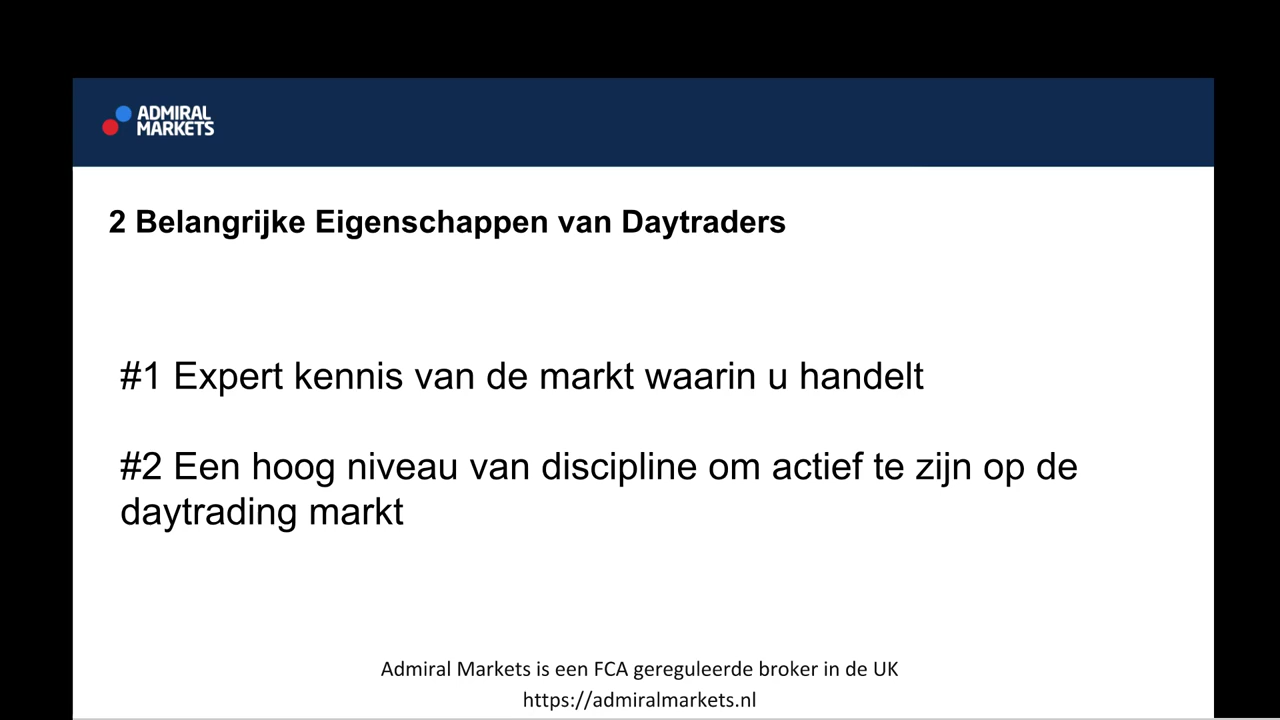 ADMIRAL
MARKETS
2 Belangrijke Eigenschappen van Daytraders
#1 Expert kennis van de markt waarin u handelt
#2 Een hoog niveau van discipline om actief te zijn op de
daytrading markt
Admiral Markets is een FCA gereguleerde broker in de UK
https://admiralmarkets.nl